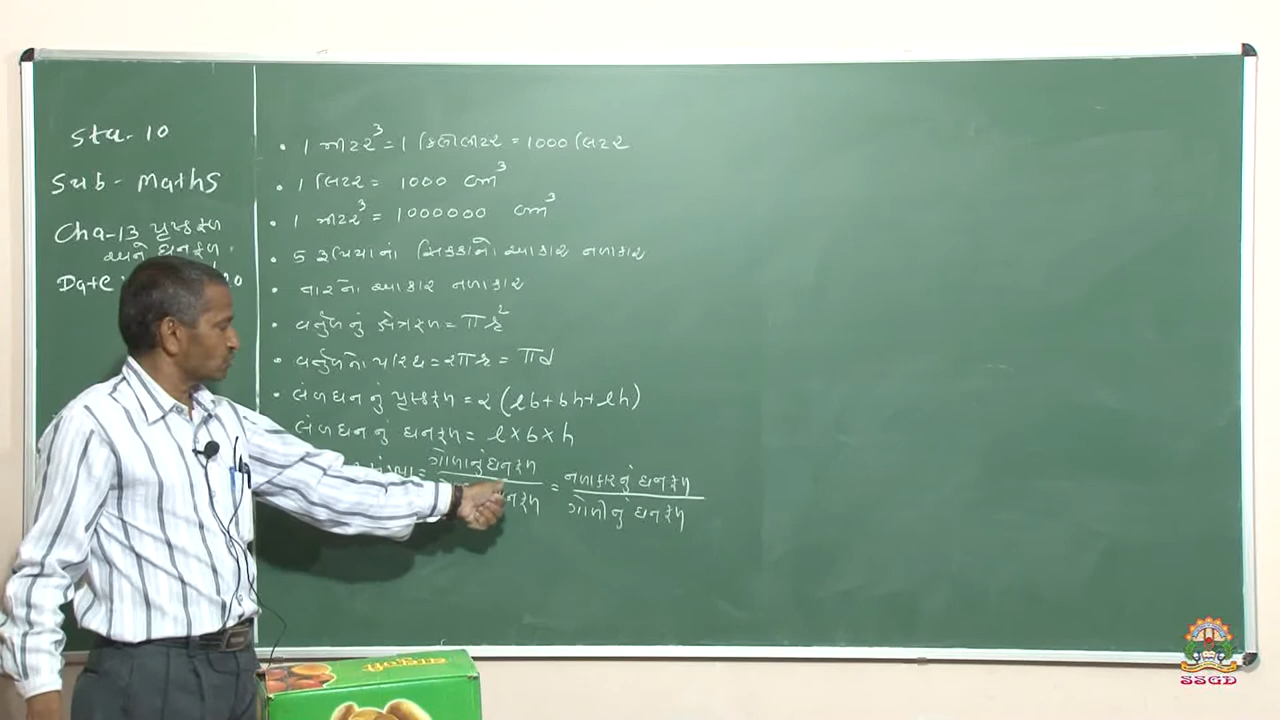 Std-10
Sub- Maths
Cha-13 પૃષ્ઠફળ
અને ઘનફળ
Date:
• 1 મીટર³ = 1 કિલોલીટર = 1000 લિટર
• 1 લિટર = 1000 cm³
• 1 મીટર³ = 1000000 cm³
• 5 રૂપિયાનાં સિક્કાનો આકાર નળાકાર
• તારનો આકાર નળાકાર
• વર્તુળનું ક્ષેત્રફળ = πr²
• વર્તુળનો પરિઘ = 2πr = πd
• લંબઘનનું પૃષ્ઠફળ = 2 (lb+bh+lh)
લંબઘનનું ઘનફળ = l×b×h
= ગોળાનું ઘનફળ = નળાકારનું ઘનફળ
ગોળીનું ઘનફળ
SSGD